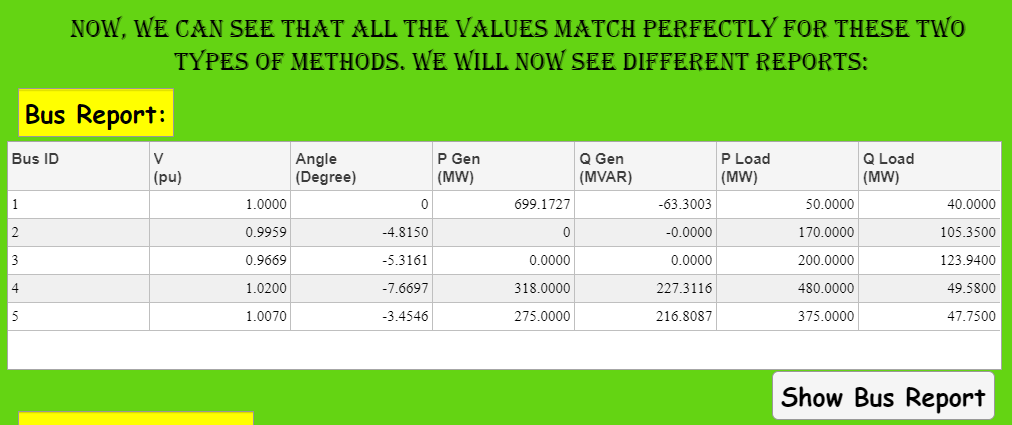 NOW, WE CAN SEE THAT ALL THE VALUES MATCH PERFECTLY FOR THESE TWO
TYPES OF METHODS. WE WILL NOW SEE DIFFERENT REPORTS:
Bus Report:
Bus ID V (pu) Angle (Degree) P Gen (MW) Q Gen (MVAR) P Load (MW) Q Load (MW)
1 1.0000 0 699.1727 -63.3003 50.0000 40.0000
2 0.9959 -4.8150 0 -0.0000 170.0000 105.3500
3 0.9669 -5.3161 0.0000 0.0000 200.0000 123.9400
4 1.0200 -7.6697 318.0000 227.3116 480.0000 49.5800
5 1.0070 -3.4546 275.0000 216.8087 375.0000 47.7500
Show Bus Report